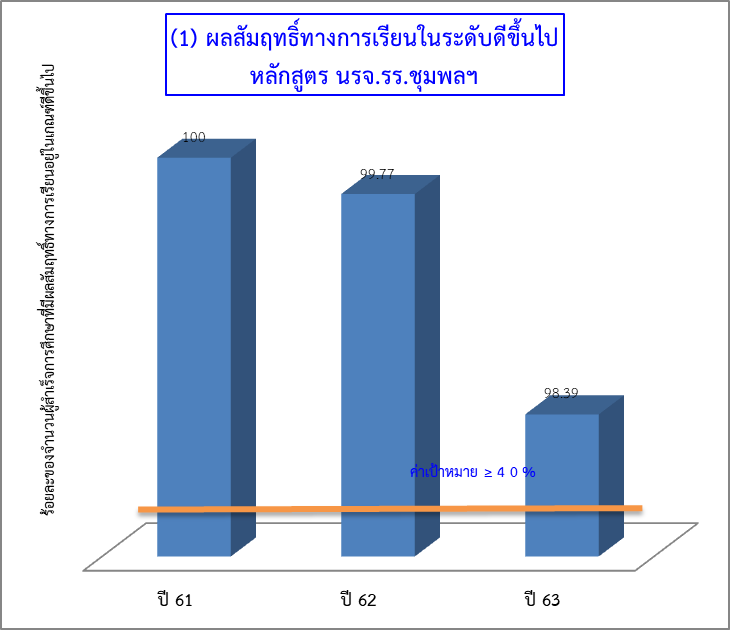 (1) ผลสัมฤทธิ์ทางการเรียนในระดับดีขึ้นไป
หลักสูตร นรจ.รร.ชุมพลฯ
ร้อยละของจำนวนผู้สำเร็จการศึกษาที่มีผลสัมฤทธิ์ทางการเรียนอยู่ในเกณฑ์ดีขึ้นไป
100
99.77
98.39
ค่าเป้าหมาย ≥ 4 0 %
ปี 61
ปี 62
ปี 63